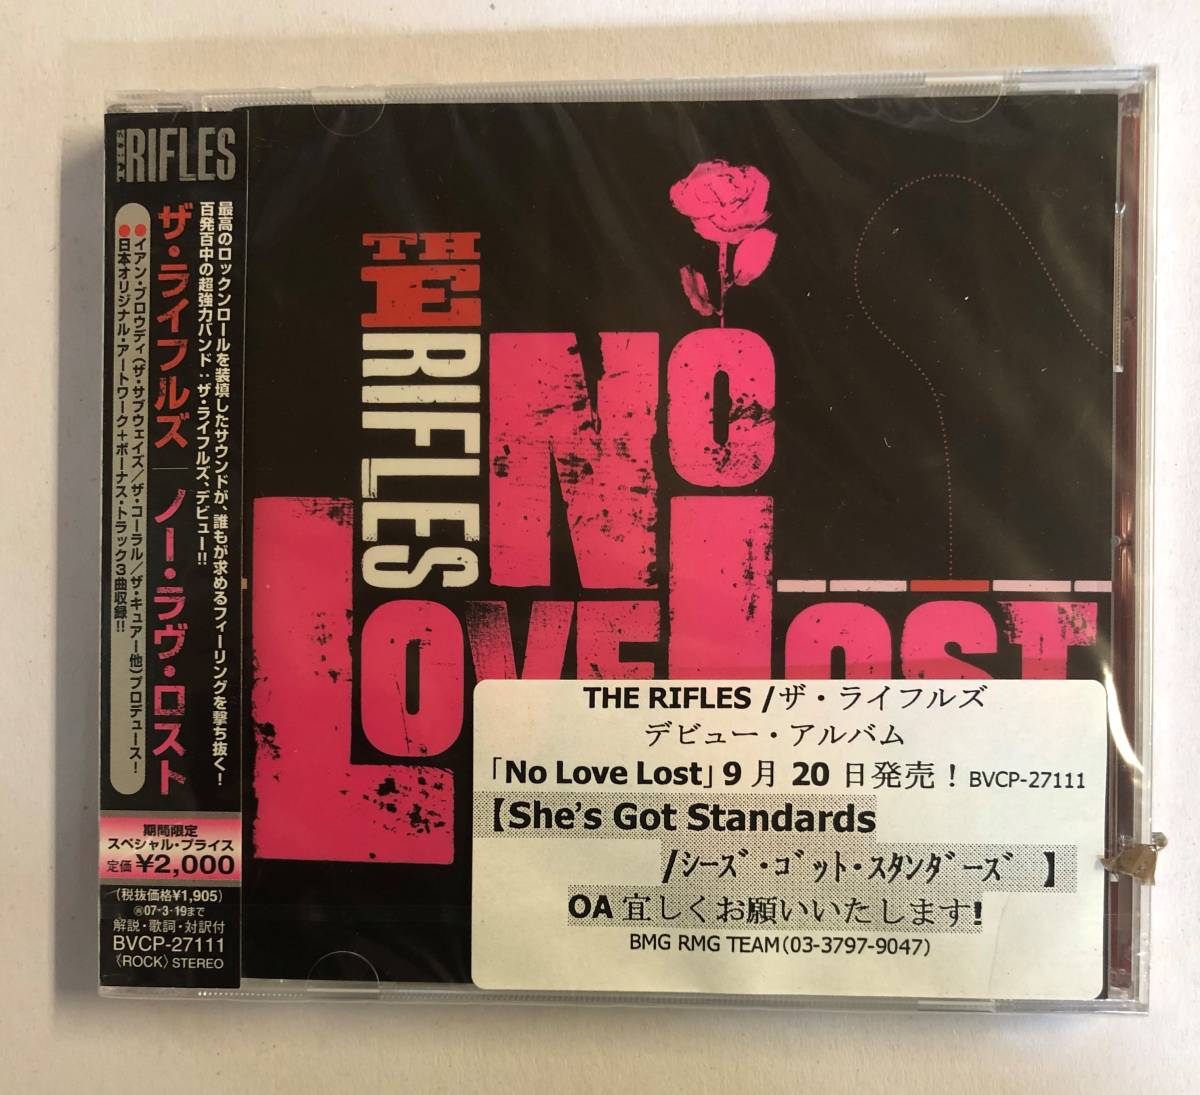 THE RIFLES
ザ・ライフルズ│ノー・ラヴ・ロスト
最高のロックンロールを装填したサウンドが、誰もが求めるフィーリングを撃ち抜く!
百発百中の超強力バンド:ザ・ライフルズ、デビュー!!
●イアン・ブロウディ(ザ・サブウェイズ/ザ・コーラル/ザ・キュアー他)プロデュース!
●日本オリジナル・アートワーク+ボーナス・トラック3曲収録!!
期間限定
スペシャル・プライス
定価¥2,000
(税抜価格¥1,905)
07・3・19まで
解説・歌詞・対訳付
BVCP-27111
〈ROCK〉STEREO
THE
RIFLES
NO
LOVE LOST
THE RIFLES /ザ・ライフルズ
デビュー・アルバム
「No Love Lost」9 月 20 日発売! BVCP-27111
【She's Got Standards
/シーズ・ゴット・スタンダーズ 】
OA 宜しくお願いいたします!
BMG RMG TEAM(03-3797-9047)